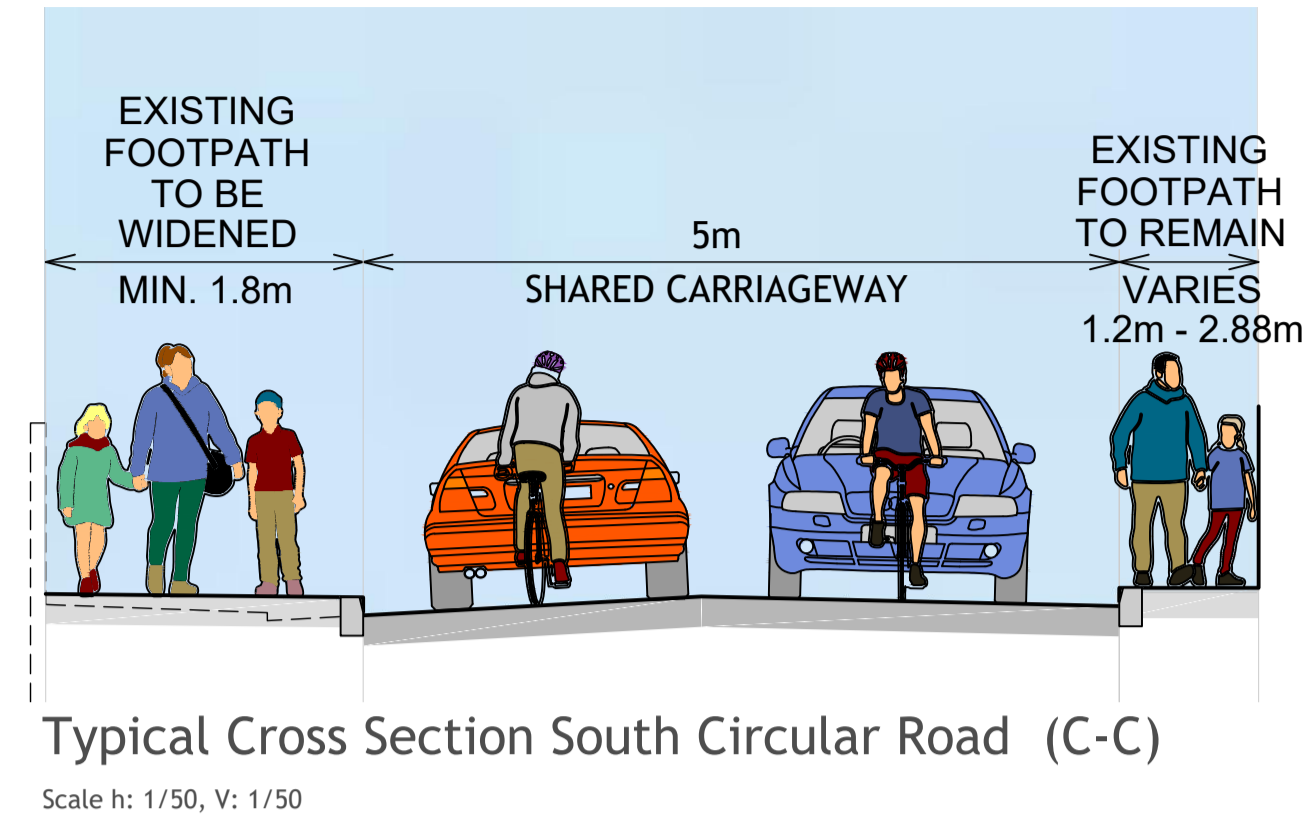 EXISTING
FOOTPATH
TO BE
WIDENED
MIN. 1.8m
5m
SHARED CARRIAGEWAY
EXISTING
FOOTPATH
TO REMAIN
VARIES
1.2m - 2.88m
Typical Cross Section South Circular Road (C-C)
Scale h: 1/50, V: 1/50